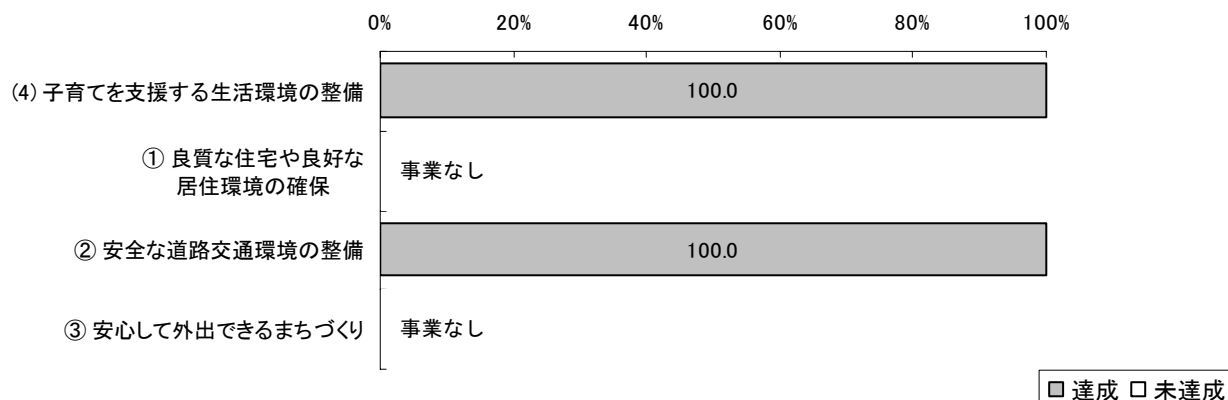 0% 20% 40% 60% 80% 100%
(4) 子育てを支援する生活環境の整備
100.0
① 良質な住宅や良好な
居住環境の確保
事業なし
② 安全な道路交通環境の整備
100.0
③ 安心して外出できるまちづくり
事業なし
達成 未達成